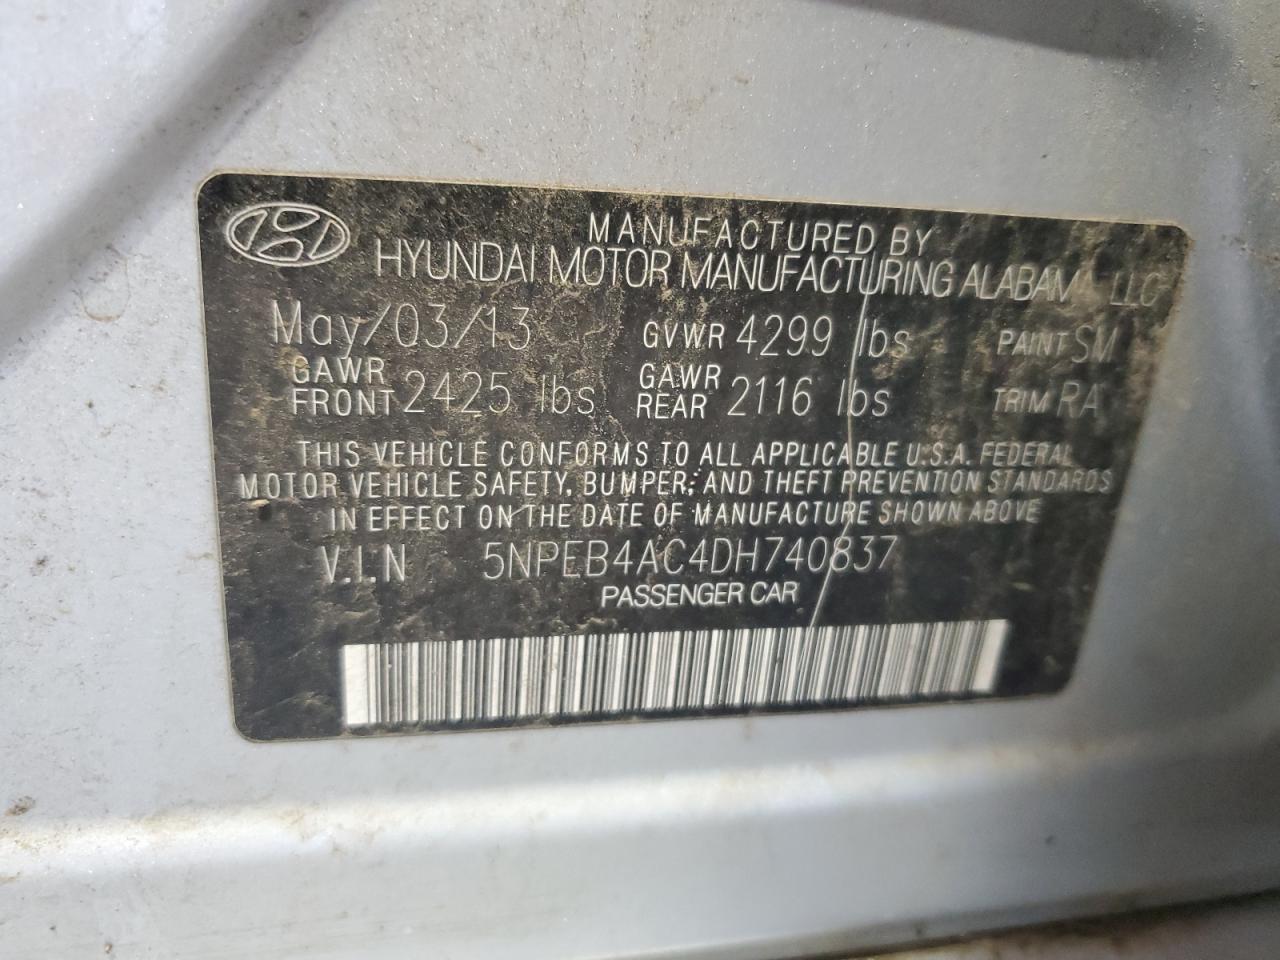 MANUFACTURED BY
HYUNDAI MOTOR MANUFACTURING ALABAMA LLC
May/03/13 GVWR 4299 lbs PAINT SM
GAWR FRONT 2425 lbs GAWR REAR 2116 lbs TRIM RA
THIS VEHICLE CONFORMS TO ALL APPLICABLE U.S.A. FEDERAL
MOTOR VEHICLE SAFETY, BUMPER, AND THEFT PREVENTION STANDARDS
IN EFFECT ON THE DATE OF MANUFACTURE SHOWN ABOVE
V.I.N 5NPEB4AC4DH740837
PASSENGER CAR